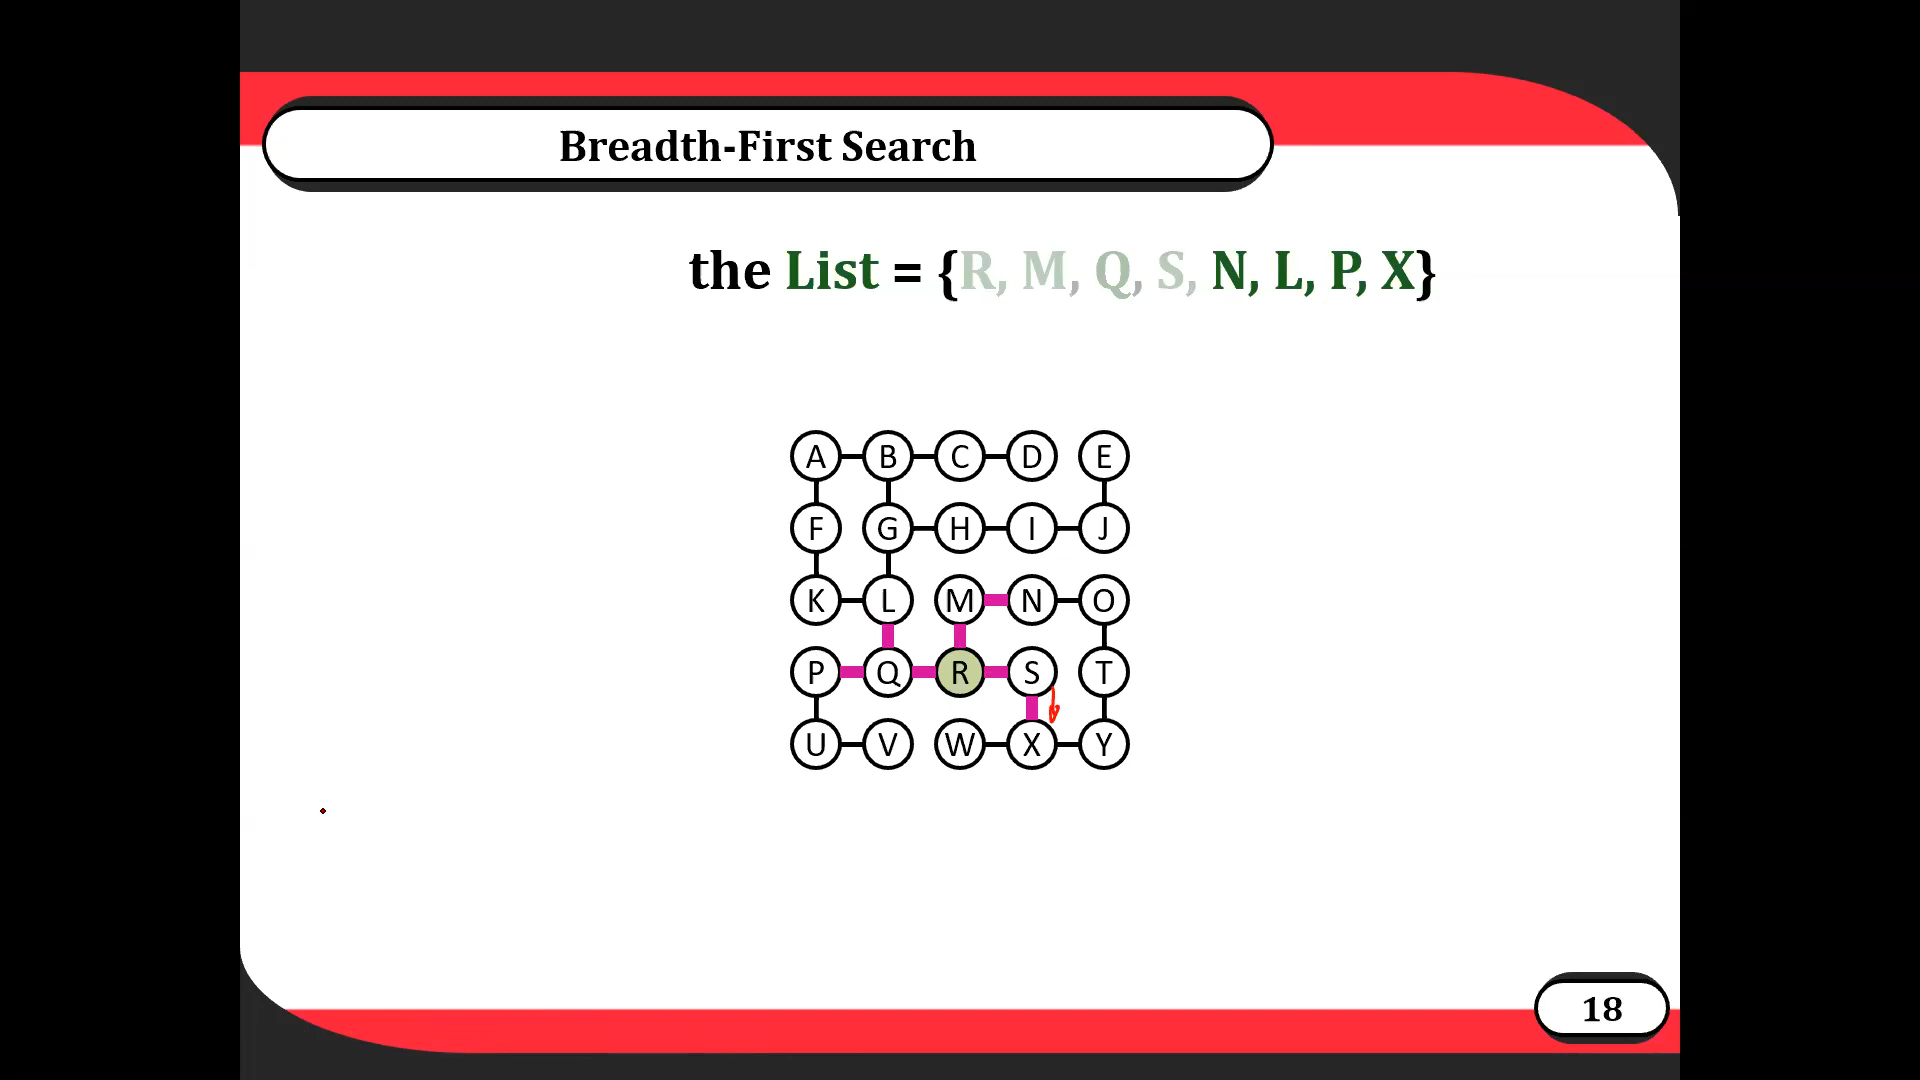 Breadth-First Search
the List = {R, M, Q, S, N, L, P, X}
A B C D E
F G H I J
K L M N O
P Q R S T
U V W X Y
18